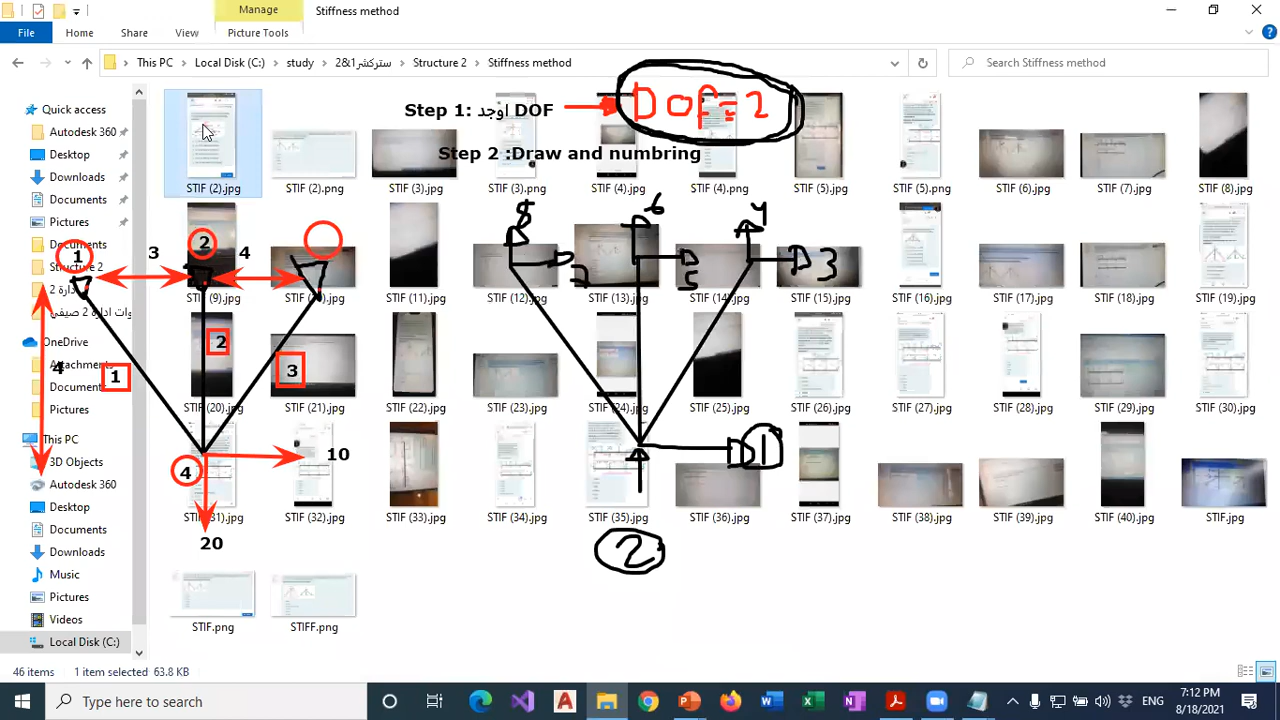 Manage
Stiffness method
File
Home
Share
View
Picture Tools
This PC
Local Disk (C:)
study
ستركشر1&2
Structure 2
Stiffness method
Search Stiffness method
Step 1: اوجد DOF
DOF = 2
Step 2 :Draw and numbring
Quick access
Autodesk 360
Desktop
Downloads
Documents
Pictures
Documents
Structure 2
OneDrive
Attachments
Documents
Pictures
This PC
3D Objects
Autodesk 360
Desktop
Documents
Downloads
Music
Pictures
Videos
Local Disk (C:)
STIF (2).jpg
STIF (2).png
STIF (3).jpg
STIF (3).png
STIF (4).jpg
STIF (4).png
STIF (5).jpg
STIF (5).png
STIF (6).jpg
STIF (7).jpg
STIF (8).jpg
8
6
4
1
3
2
4
7
5
3
STIF (9).jpg
STIF (11).jpg
STIF (12).jpg
STIF (13).jpg
STIF (14).jpg
STIF (15).jpg
STIF (16).jpg
STIF (17).jpg
STIF (18).jpg
STIF (19).jpg
4
1
2
3
(20).jpg
STIF (21).jpg
STIF (22).jpg
STIF (23).jpg
STIF (24).jpg
STIF (25).jpg
STIF (26).jpg
STIF (27).jpg
STIF (28).jpg
STIF (29).jpg
STIF (30).jpg
4
10
1
STIF (32).jpg
STIF (33).jpg
STIF (34).jpg
STIF (35).jpg
STIF (36).jpg
STIF (37).jpg
STIF (38).jpg
STIF (39).jpg
STIF (40).jpg
STIF.jpg
20
2
STIF.png
STIFF.png
46 items
1 item selected
63.8 KB
Type here to search
7:12 PM
8/18/2021